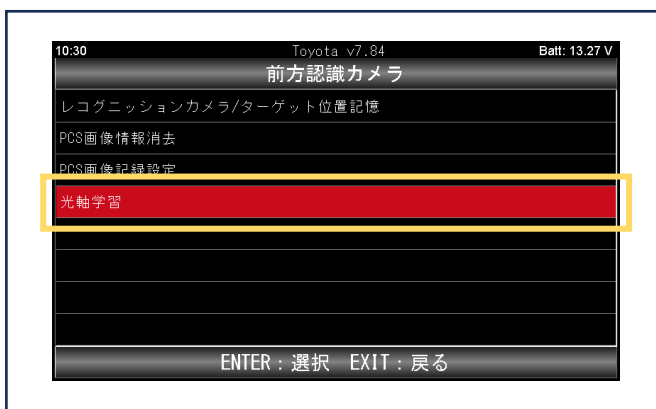 10:30 Toyota v7.84 Batt: 13.27 V
前方認識カメラ
レコグニッションカメラ/ターゲット位置記憶
PCS画像情報消去
PCS画像記録設定
光軸学習
ENTER：選択 EXIT：戻る